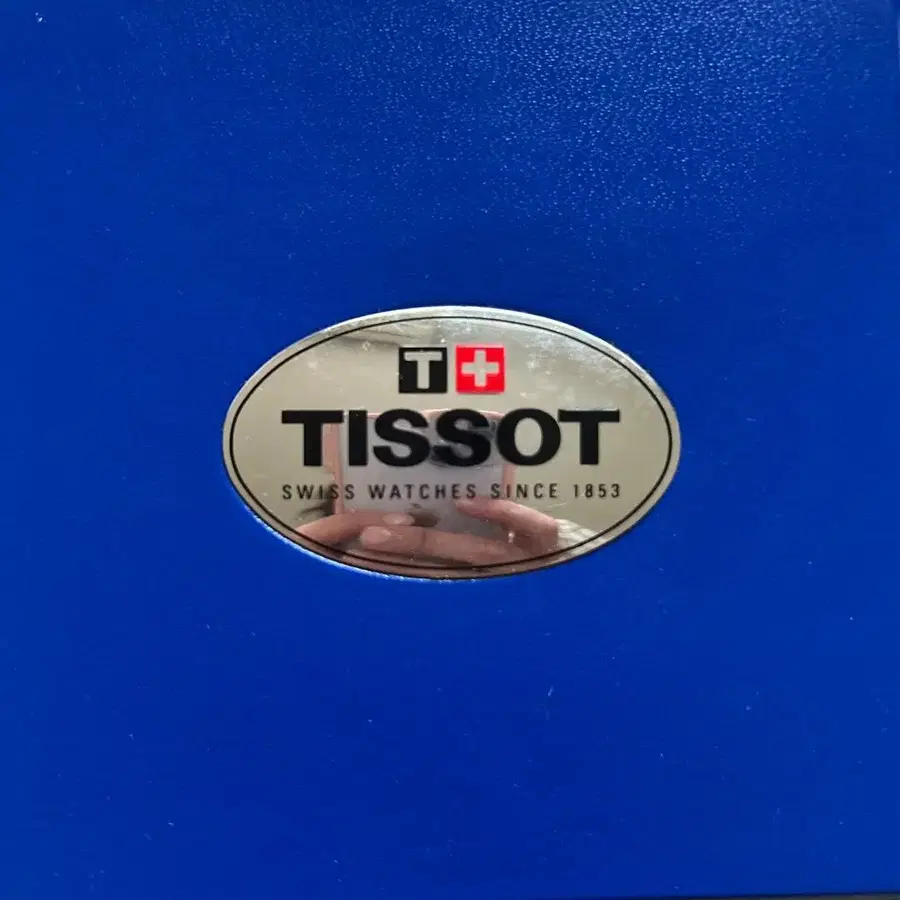 T+
TISSOT
SWISS WATCHES SINCE 1853